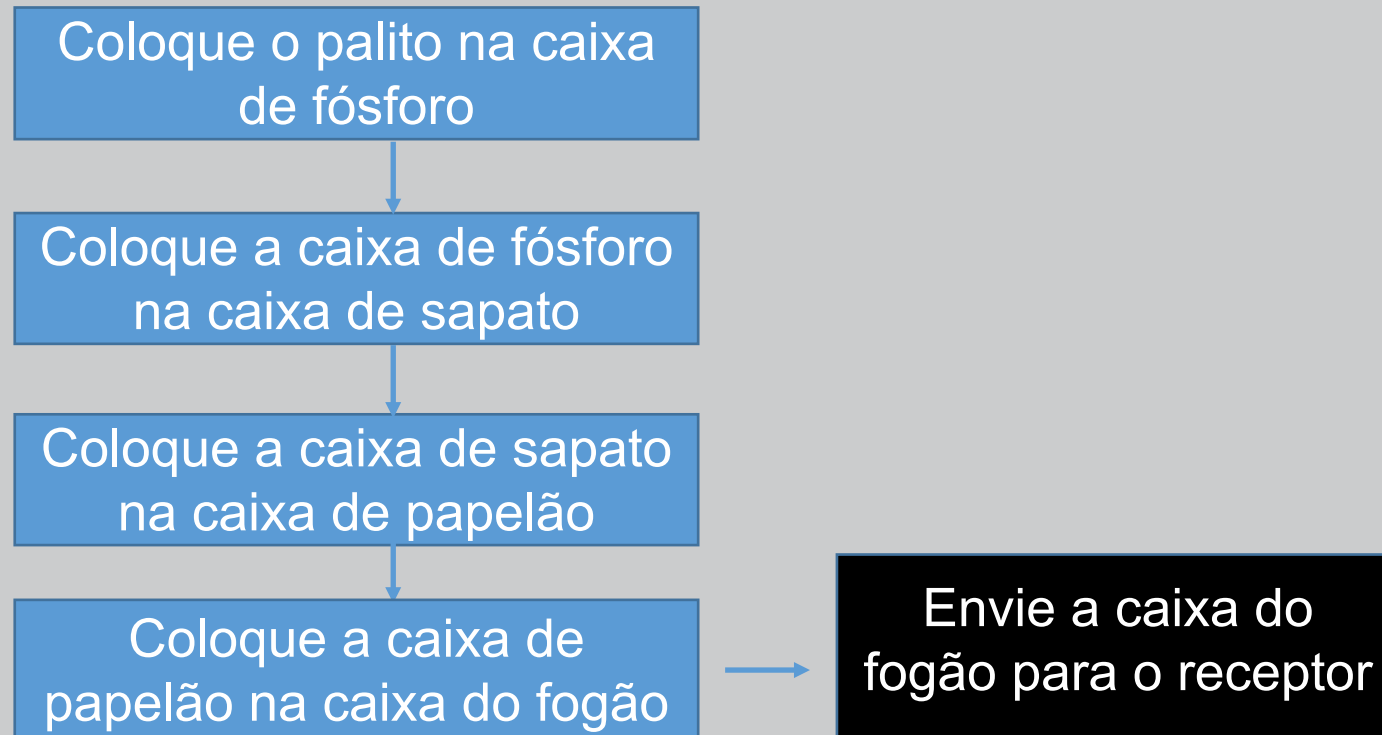 Coloque o palito na caixa
de fósforo
Coloque a caixa de fósforo
na caixa de sapato
Coloque a caixa de sapato
na caixa de papelão
Coloque a caixa de
papelão na caixa do fogão
Envie a caixa do
fogão para o receptor